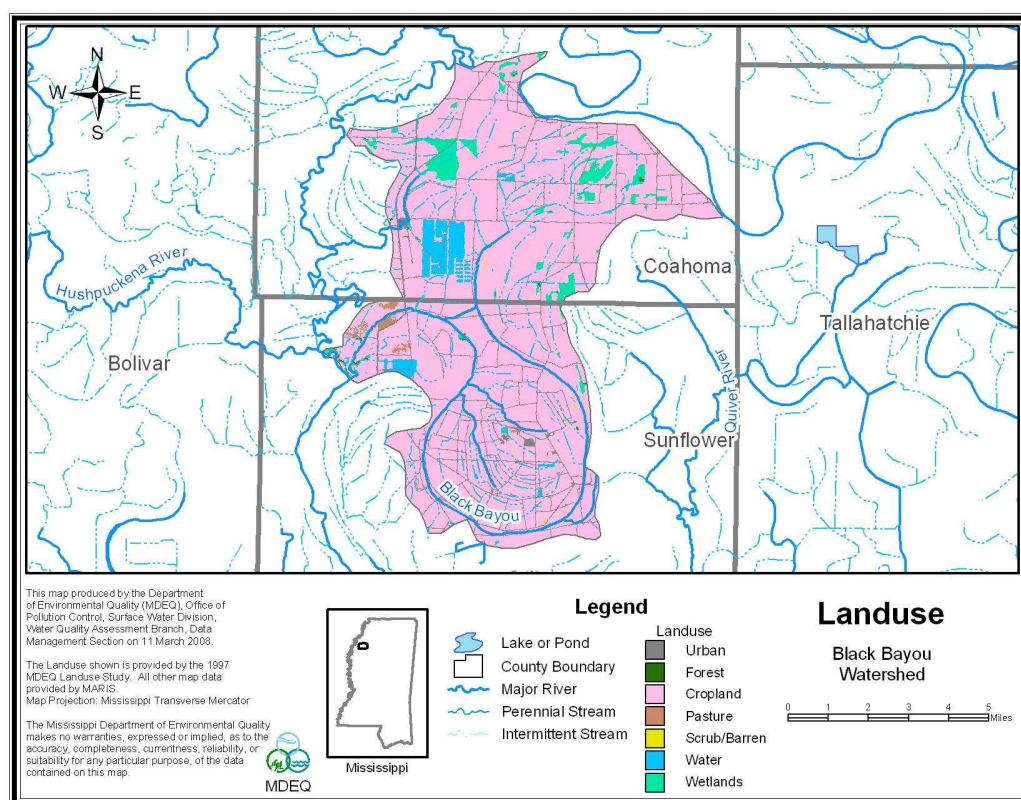 N
W E
S
Hushpuckena River
Coahoma
Tallahatchie
Bolivar
Quiver River
Sunflower
Black Bayou
This map produced by the Department
of Environmental Quality (MDEQ), Office of
Pollution Control, Surface Water Division,
Water Quality Assessment Branch, Data
Management Section on 11 March 2008.
The Landuse shown is provided by the 1997
MDEQ Landuse Study. All other map data
provided by MARIS.
Map Projection: Mississippi Transverse Mercator
The Mississippi Department of Environmental Quality
makes no warranties, expressed or implied, as to the
accuracy, completeness, currentness, reliability, or
suitability for any particular purpose, of the data
contained on this map.
MDEQ
Mississippi
Legend
Lake or Pond
County Boundary
Major River
Perennial Stream
Intermittent Stream
Landuse
Urban
Forest
Cropland
Pasture
Scrub/Barren
Water
Wetlands
Landuse
Black Bayou
Watershed
0 1 2 3 4 5
Miles